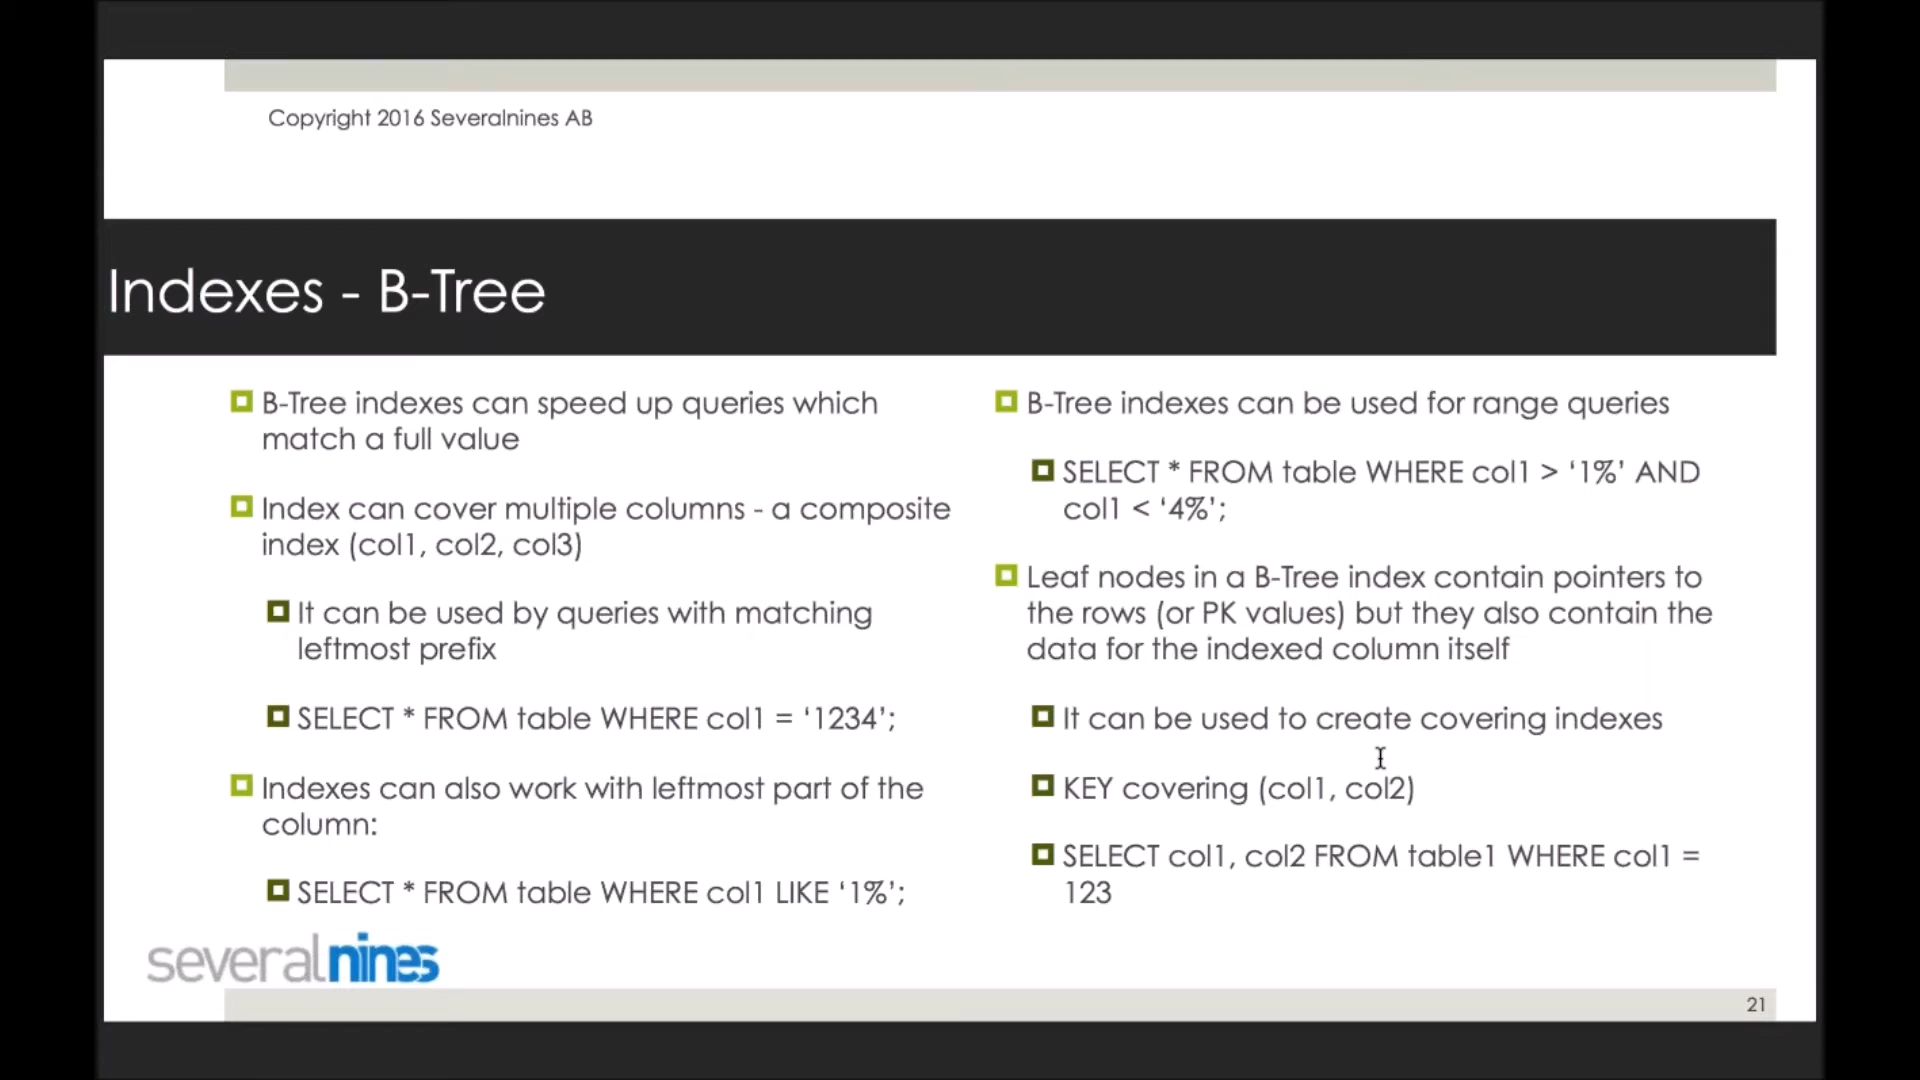 Copyright 2016 Severalnines AB
Indexes - B-Tree
B-Tree indexes can speed up queries which
match a full value
Index can cover multiple columns - a composite
index (col1, col2, col3)
It can be used by queries with matching
leftmost prefix
SELECT * FROM table WHERE col1 = ‘1234’;
Indexes can also work with leftmost part of the
column:
SELECT * FROM table WHERE col1 LIKE ‘1%’;
B-Tree indexes can be used for range queries
SELECT * FROM table WHERE col1 > ‘1%’ AND
col1 < ‘4%’;
Leaf nodes in a B-Tree index contain pointers to
the rows (or PK values) but they also contain the
data for the indexed column itself
It can be used to create covering indexes
KEY covering (col1, col2)
SELECT col1, col2 FROM table1 WHERE col1 =
123
severalnines
21